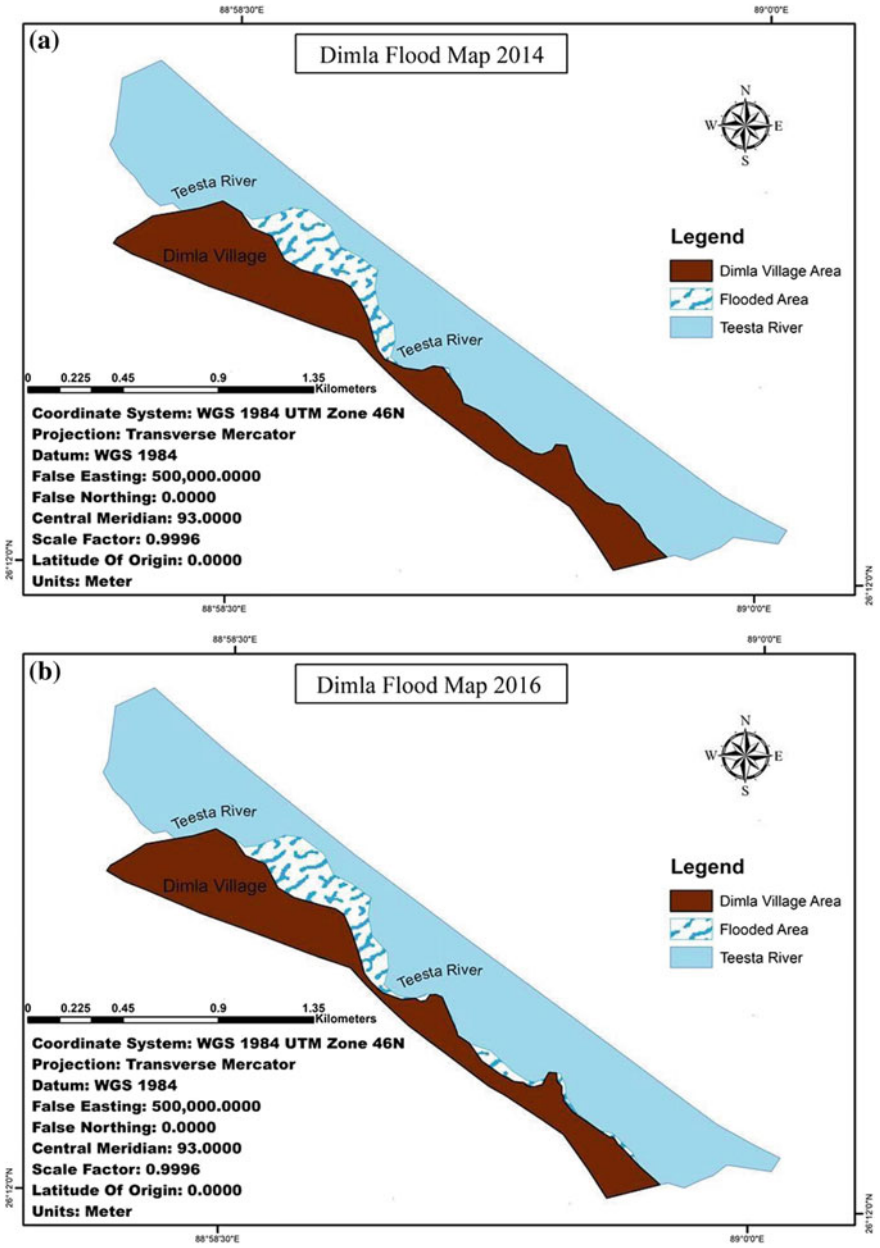 88°58'30"E 89°0'0"E
(a)
Dimla Flood Map 2014
N
W E
S
Teesta River
Dimla Village
Teesta River
Legend
Dimla Village Area
Flooded Area
Teesta River
0 0.225 0.45 0.9 1.35
Kilometers
Coordinate System: WGS 1984 UTM Zone 46N
Projection: Transverse Mercator
Datum: WGS 1984
False Easting: 500,000.0000
False Northing: 0.0000
Central Meridian: 93.0000
Scale Factor: 0.9996
Latitude Of Origin: 0.0000
Units: Meter
26°12'0"N 26°12'0"N
88°58'30"E 89°0'0"E
88°58'30"E 89°0'0"E
(b)
Dimla Flood Map 2016
N
W E
S
Teesta River
Dimla Village
Teesta River
Legend
Dimla Village Area
Flooded Area
Teesta River
0 0.225 0.45 0.9 1.35
Kilometers
Coordinate System: WGS 1984 UTM Zone 46N
Projection: Transverse Mercator
Datum: WGS 1984
False Easting: 500,000.0000
False Northing: 0.0000
Central Meridian: 93.0000
Scale Factor: 0.9996
Latitude Of Origin: 0.0000
Units: Meter
26°12'0"N 26°12'0"N
88°58'30"E 89°0'0"E